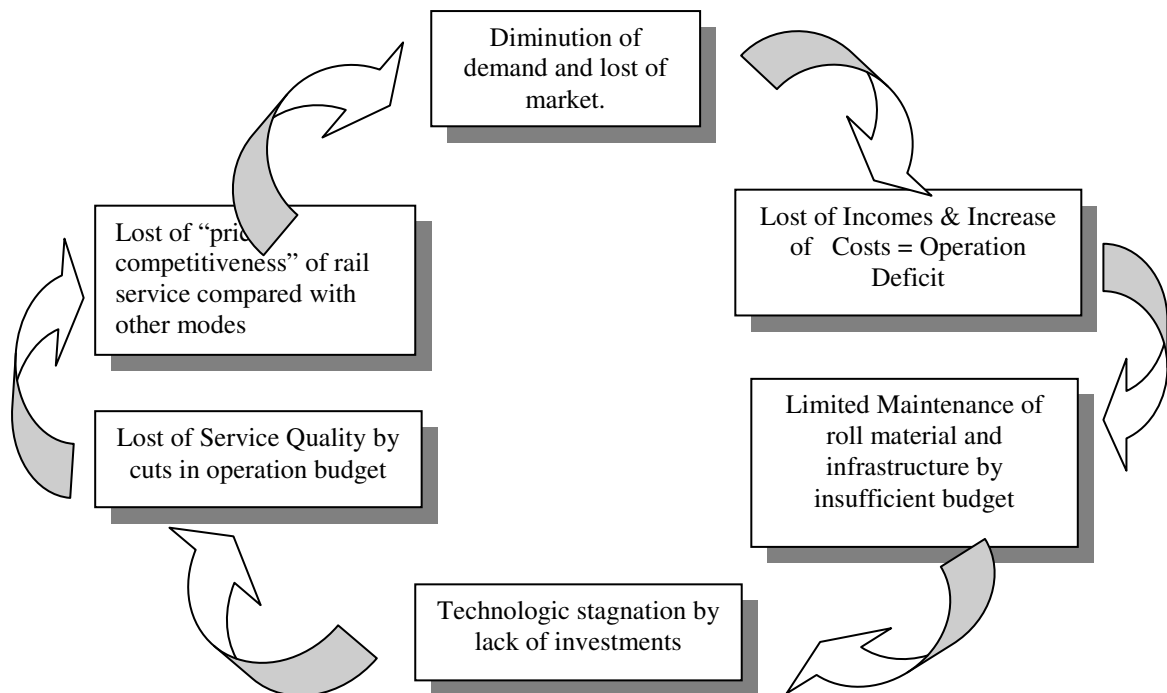 Diminution of
demand and lost of
market.
Lost of Incomes & Increase
of Costs = Operation
Deficit
Limited Maintenance of
roll material and
infrastructure by
insufficient budget
Technologic stagnation by
lack of investments
Lost of Service Quality by
cuts in operation budget
Lost of
competitiveness” of rail
service compared with
other modes